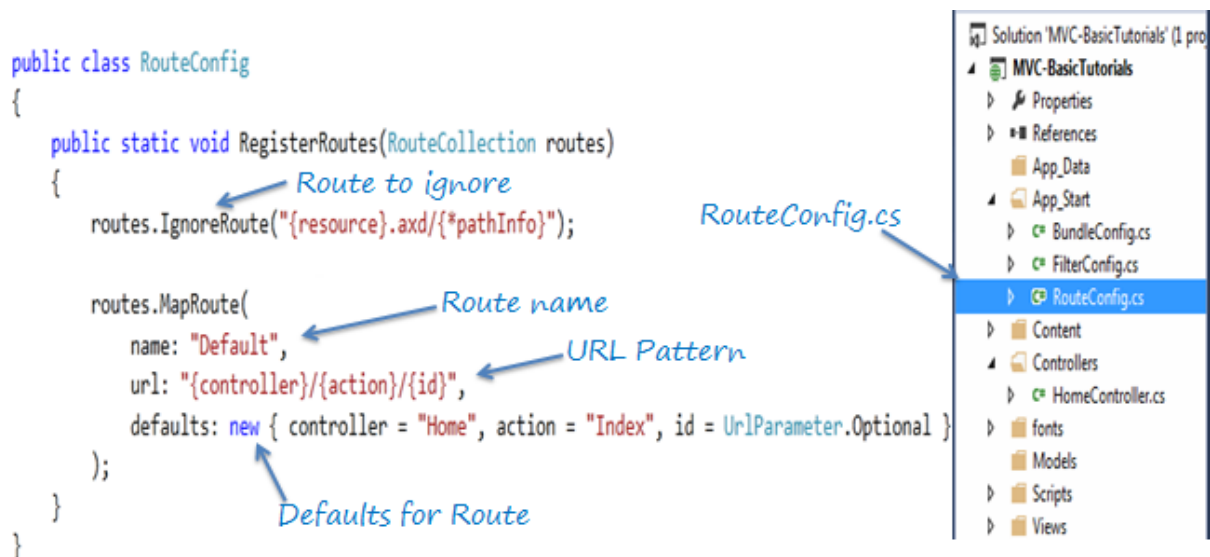 public class RouteConfig
{
public static void RegisterRoutes(RouteCollection routes)
{
Route to ignore
routes.IgnoreRoute("{resource}.axd/{*pathInfo}");
routes.MapRoute(
Route name
name: "Default",
URL Pattern
url: "{controller}/{action}/{id}",
defaults: new { controller = "Home", action = "Index", id = UrlParameter.Optional }
);
}
Defaults for Route
}
RouteConfig.cs
Solution 'MVC-BasicTutorials' (1 proj
MVC-BasicTutorials
Properties
References
App_Data
App_Start
C# BundleConfig.cs
C# FilterConfig.cs
C# RouteConfig.cs
Content
Controllers
C# HomeController.cs
fonts
Models
Scripts
Views